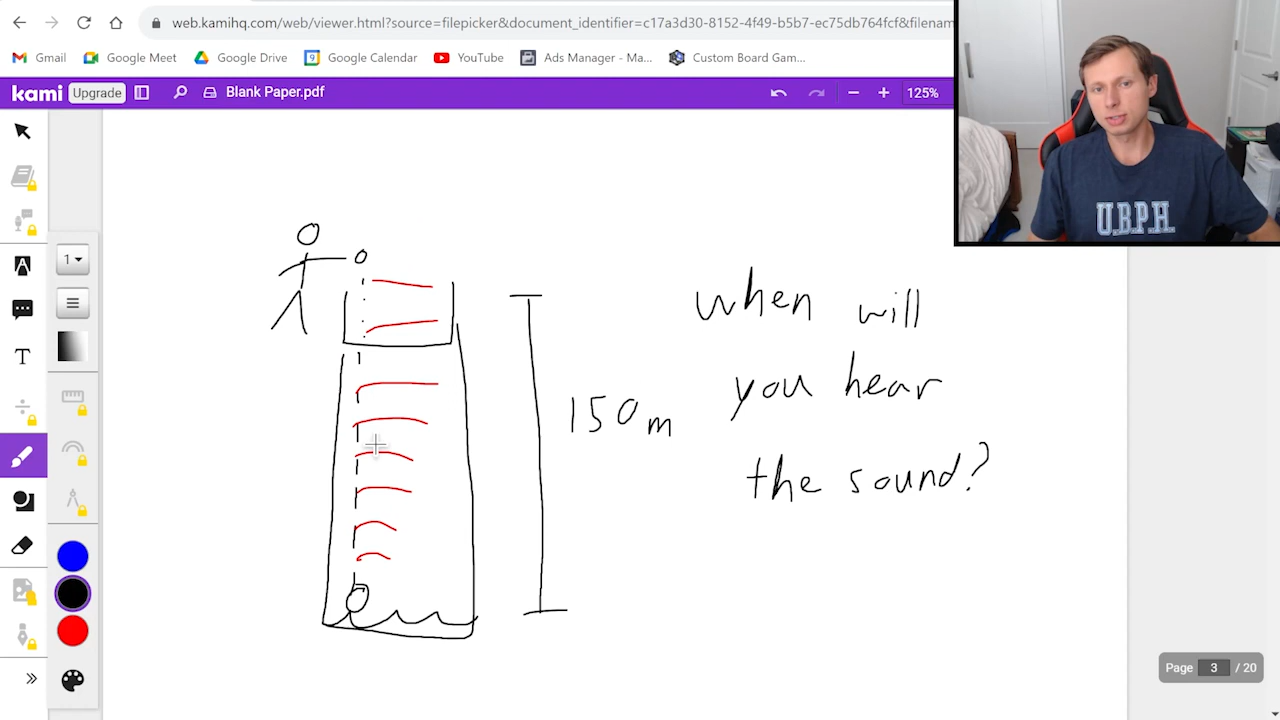 web.kamihq.com/web/viewer.html?source=filepicker&document_identifier=c17a3d30-8152-4f49-b5b7-ec75db764fcf&filenam
Gmail Google Meet Google Drive Google Calendar YouTube Ads Manager - Ma... Custom Board Gam...
kami Upgrade Blank Paper.pdf 125%
UBPH
1
T
when will
you hear
150m
the sound?
Page 3 / 20